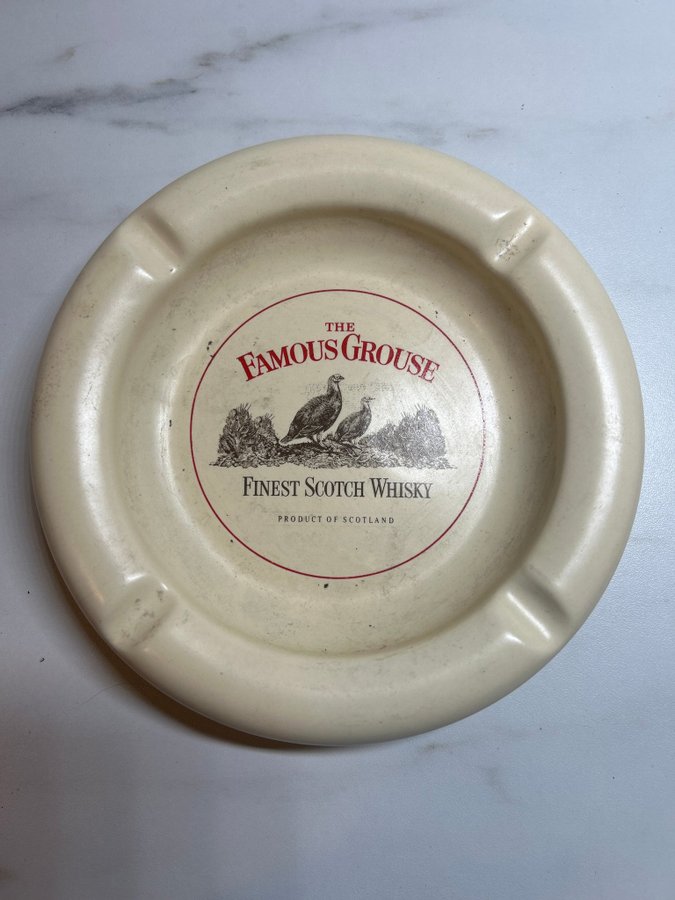 THE
FAMOUS GROUSE
FINEST SCOTCH WHISKY
PRODUCT OF SCOTLAND